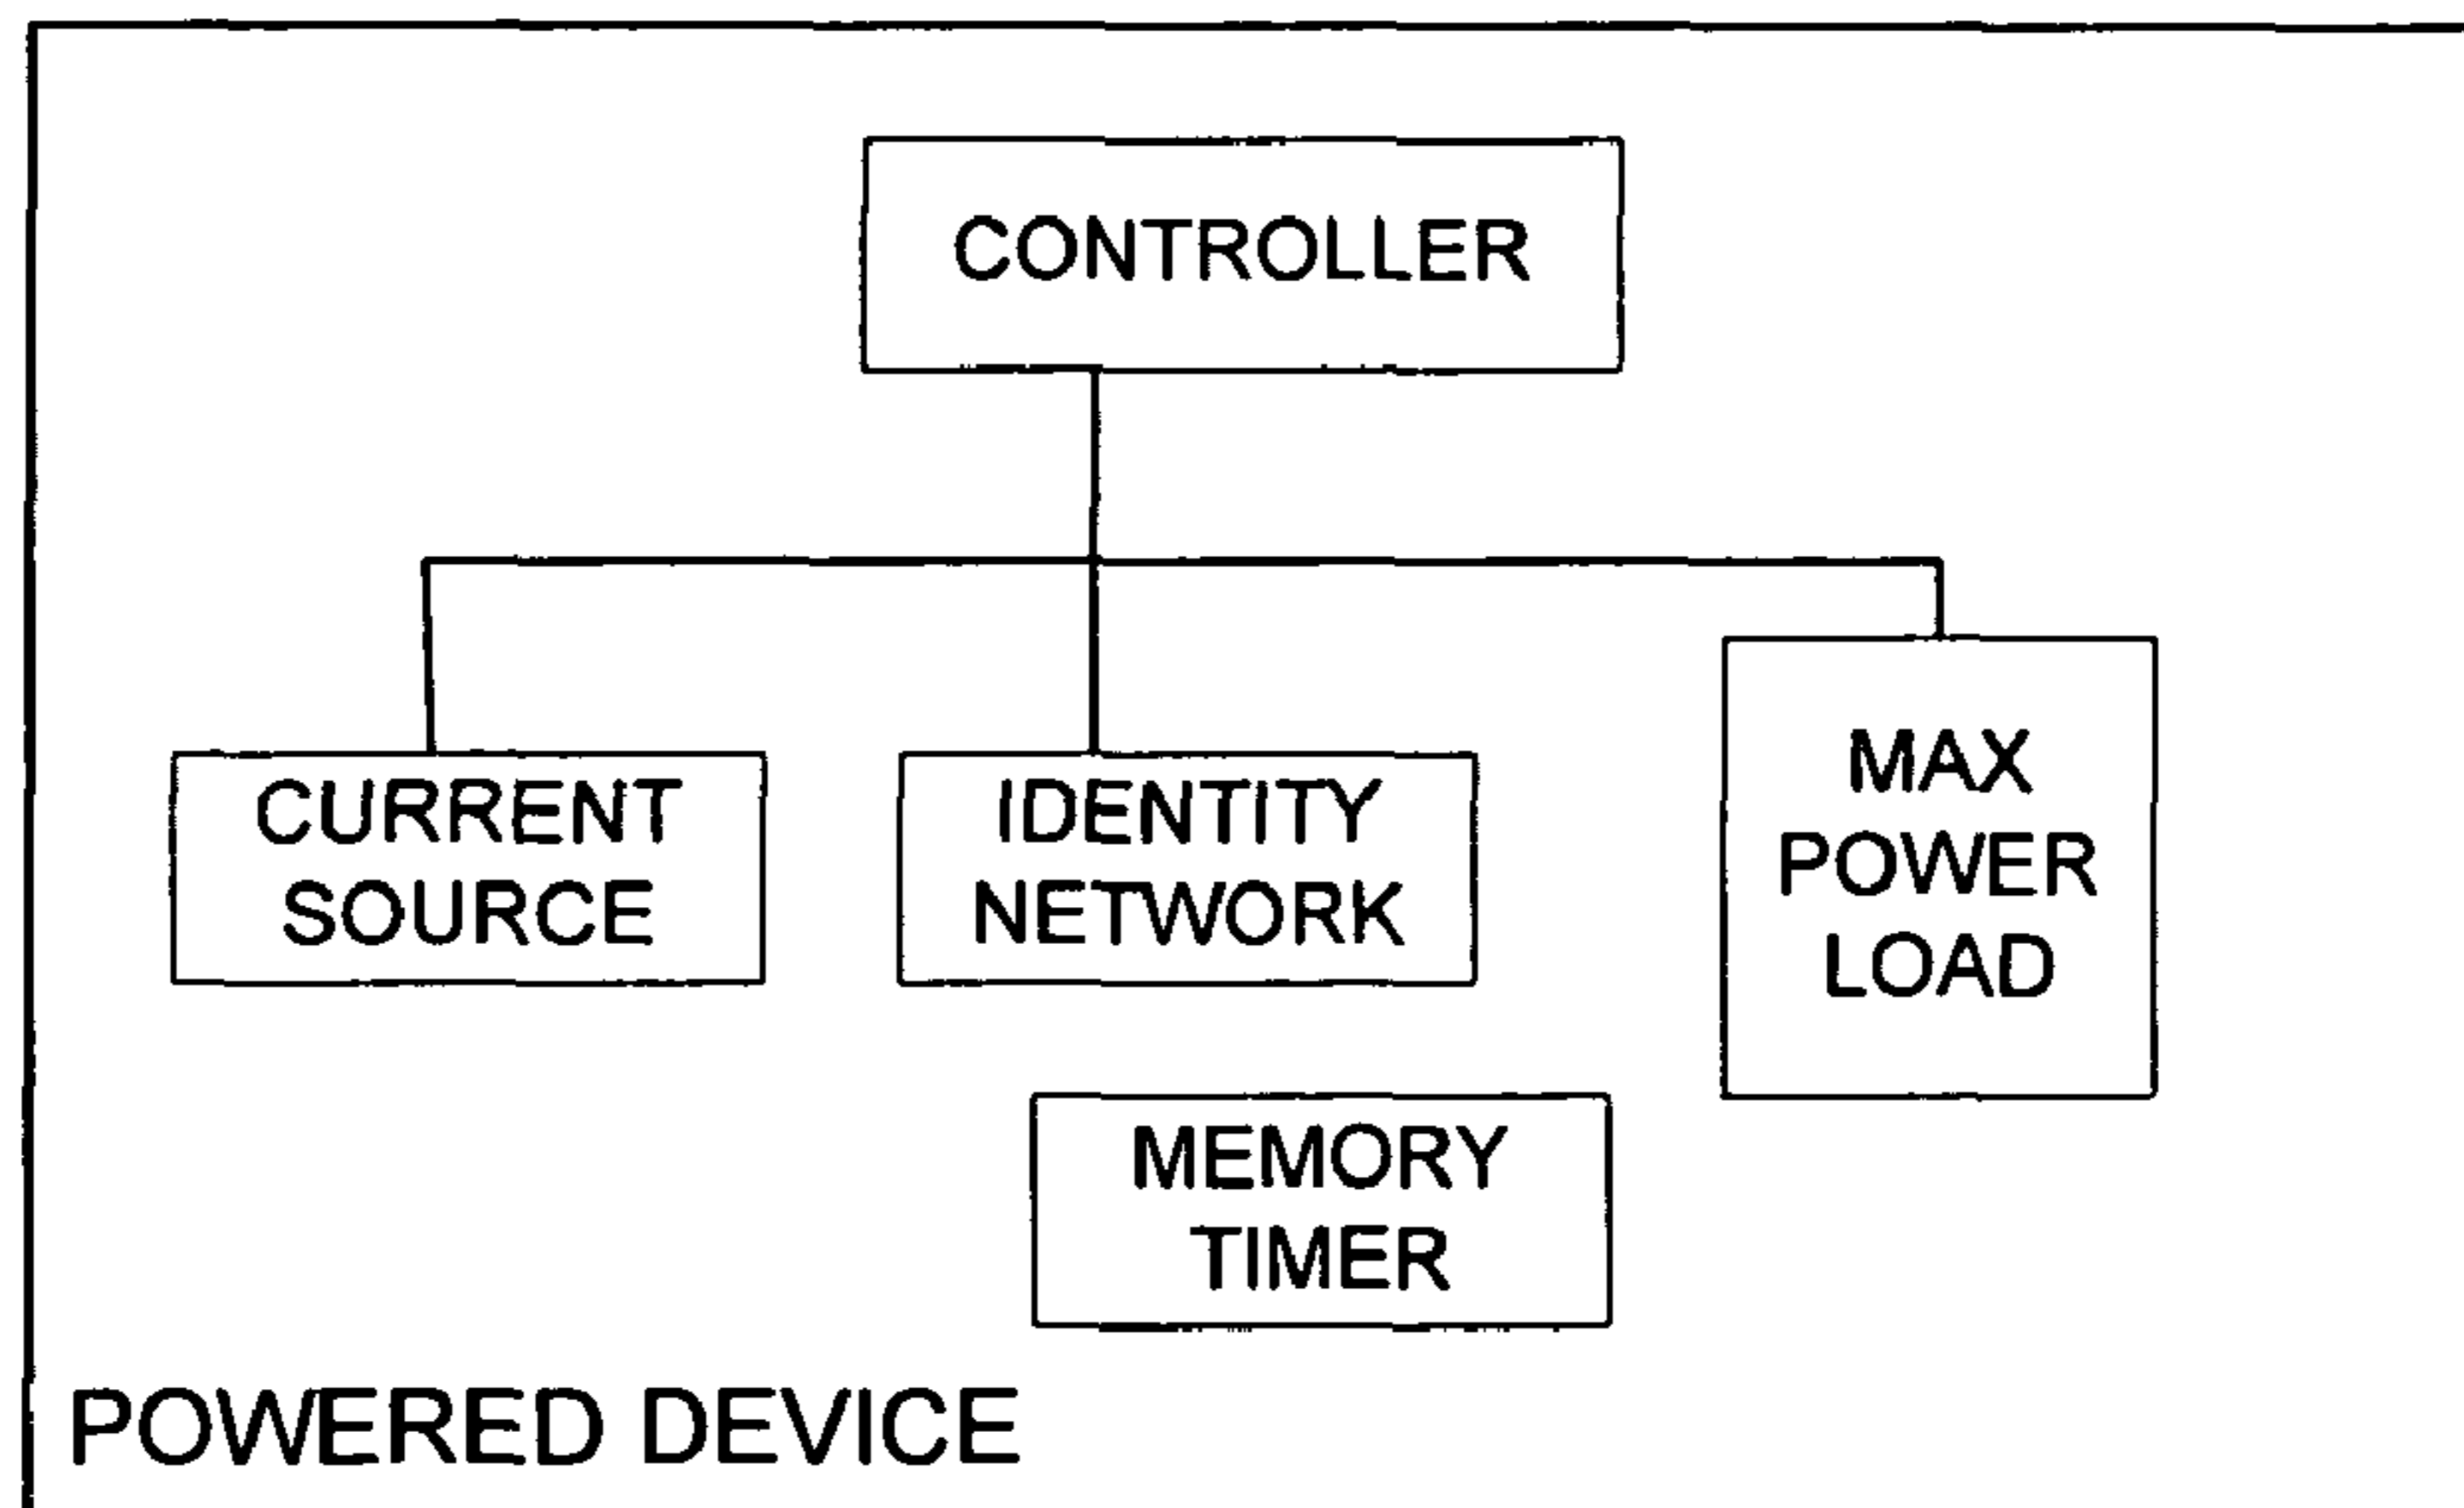 CONTROLLER
CURRENT
SOURCE
IDENTITY
NETWORK
MAX
POWER
LOAD
MEMORY
TIMER
POWERED DEVICE